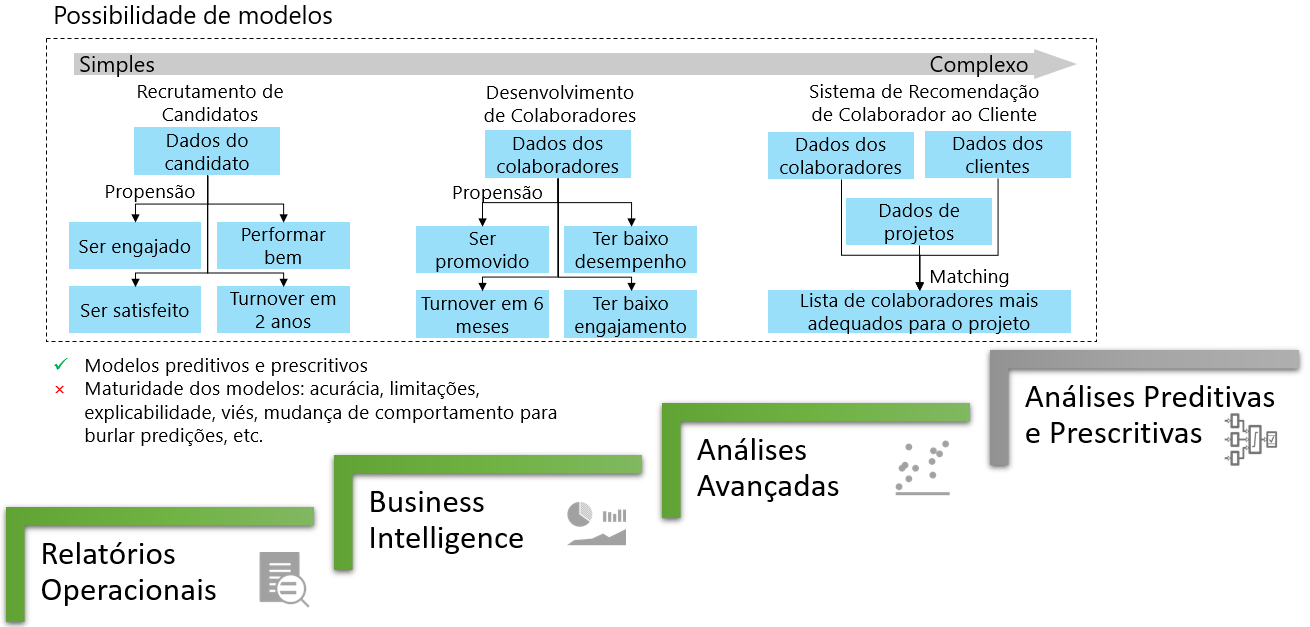 Possibilidade de modelos
Simples
Complexo
Recrutamento de
Candidatos
Dados do
candidato
Propensão
Ser engajado
Performar
bem
Ser satisfeito
Turnover em
2 anos
Desenvolvimento
de Colaboradores
Dados dos
colaboradores
Propensão
Ser
promovido
Ter baixo
desempenho
Turnover em 6
meses
Ter baixo
engajamento
Sistema de Recomendação
de Colaborador ao Cliente
Dados dos
colaboradores
Dados dos
clientes
Dados de
projetos
Matching
Lista de colaboradores mais
adequados para o projeto
Modelos preditivos e prescritivos
Maturidade dos modelos: acurácia, limitações,
explicabilidade, viés, mudança de comportamento para
burlar predições, etc.
Relatórios
Operacionais
Business
Intelligence
Análises
Avançadas
Análises Preditivas
e Prescritivas